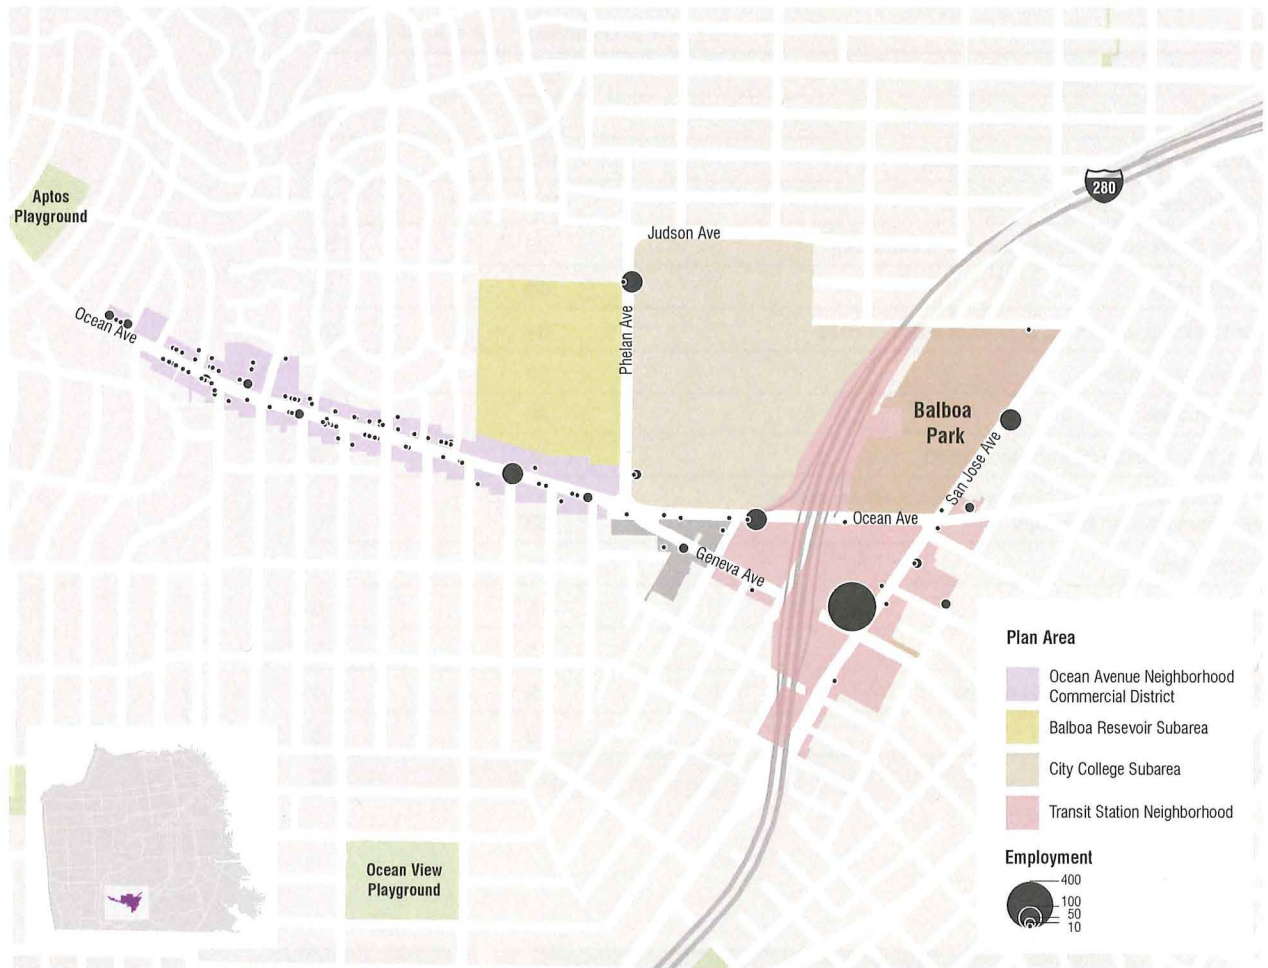 Judson Ave
280
Aptos
Playground
Ocean Ave
Phelan Ave
Balboa
Park
San Jose Ave
Ocean Ave
Geneva Ave
Plan Area
Ocean Avenue Neighborhood
Commercial District
Balboa Resevoir Subarea
City College Subarea
Transit Station Neighborhood
Employment
400
100
50
10
Ocean View
Playground